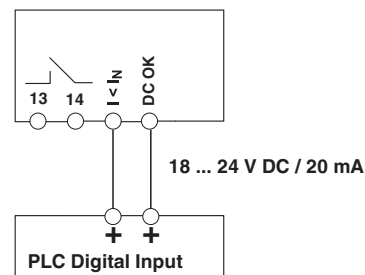 13 14 I < IN DC OK
18 ... 24 V DC / 20 mA
+ +
PLC Digital Input